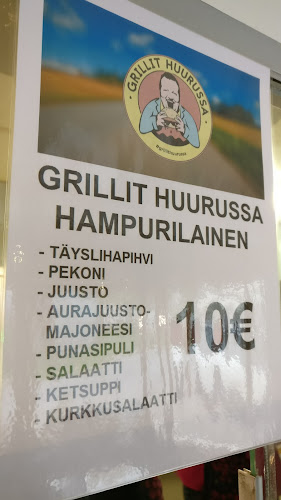 GRILLIT HUURUSSA
GRILLIT HUURUSSA
HAMPURILAINEN
- TÄYSLIHAPIHVI
- PEKONI
- JUUSTO
- AURAJUUSTO-
MAJONEESI
- PUNASIPULI
- SALAATTI
- KETSUPPI
- KURKKUSALAATTI
10€